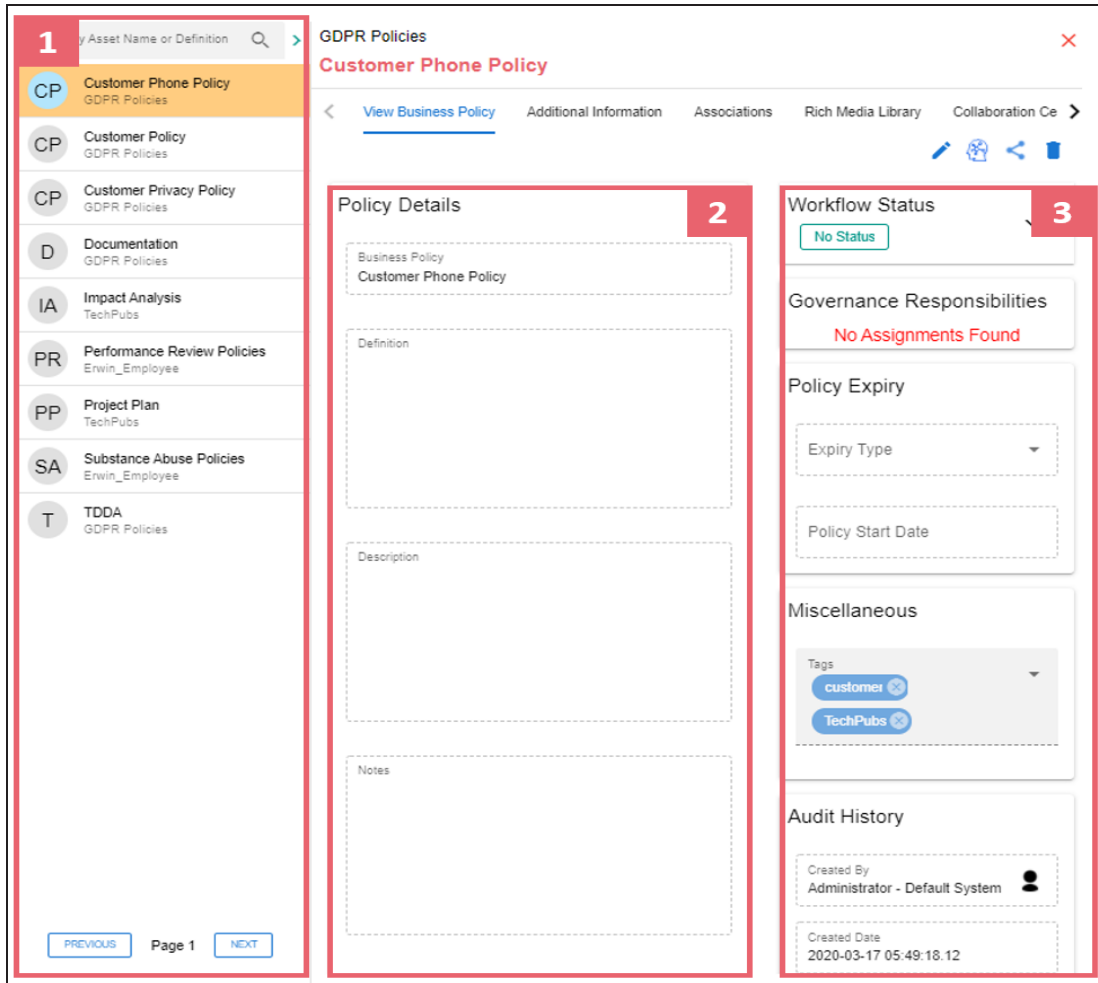 1
y Asset Name or Definition
CP
Customer Phone Policy
GDPR Policies
CP
Customer Policy
GDPR Policies
CP
Customer Privacy Policy
GDPR Policies
D
Documentation
GDPR Policies
IA
Impact Analysis
TechPubs
PR
Performance Review Policies
Erwin_Employee
PP
Project Plan
TechPubs
SA
Substance Abuse Policies
Erwin_Employee
T
TDDA
GDPR Policies
PREVIOUS Page 1 NEXT
GDPR Policies
Customer Phone Policy
View Business Policy Additional Information Associations Rich Media Library Collaboration Ce
Policy Details
2
Business Policy
Customer Phone Policy
Definition
Description
Notes
Workflow Status
3
No Status
Governance Responsibilities
No Assignments Found
Policy Expiry
Expiry Type
Policy Start Date
Miscellaneous
Tags
customer
TechPubs
Audit History
Created By
Administrator - Default System
Created Date
2020-03-17 05:49:18.12